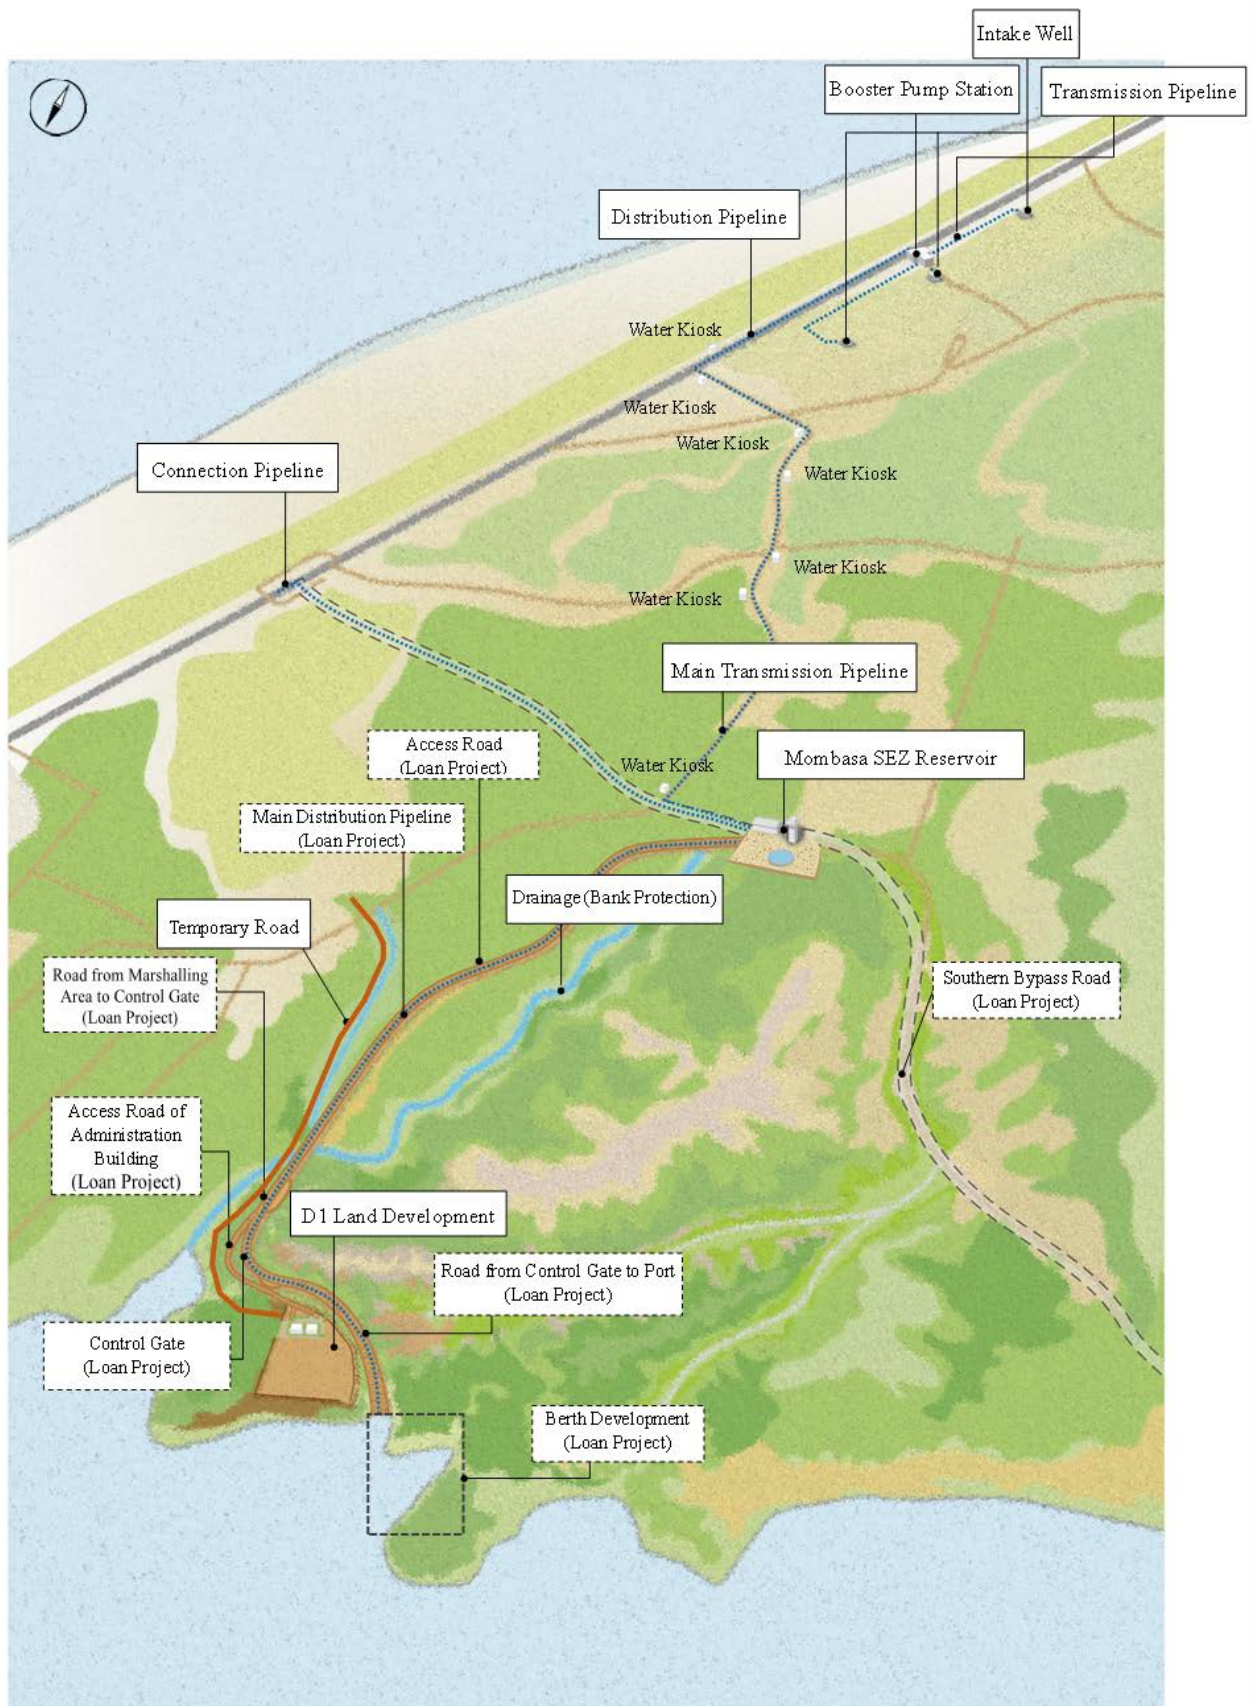 Intake Well
Booster Pump Station
Transmission Pipeline
Distribution Pipeline
Water Kiosk
Water Kiosk
Water Kiosk
Connection Pipeline
Water Kiosk
Water Kiosk
Water Kiosk
Main Transmission Pipeline
Access Road
(Loan Project)
Water Kiosk
Mombasa SEZ Reservoir
Main Distribution Pipeline
(Loan Project)
Drainage (Bank Protection)
Temporary Road
Road from Marshalling
Area to Control Gate
(Loan Project)
Southern Bypass Road
(Loan Project)
Access Road of
Administration
Building
(Loan Project)
D1 Land Development
Road from Control Gate to Port
(Loan Project)
Control Gate
(Loan Project)
Berth Development
(Loan Project)